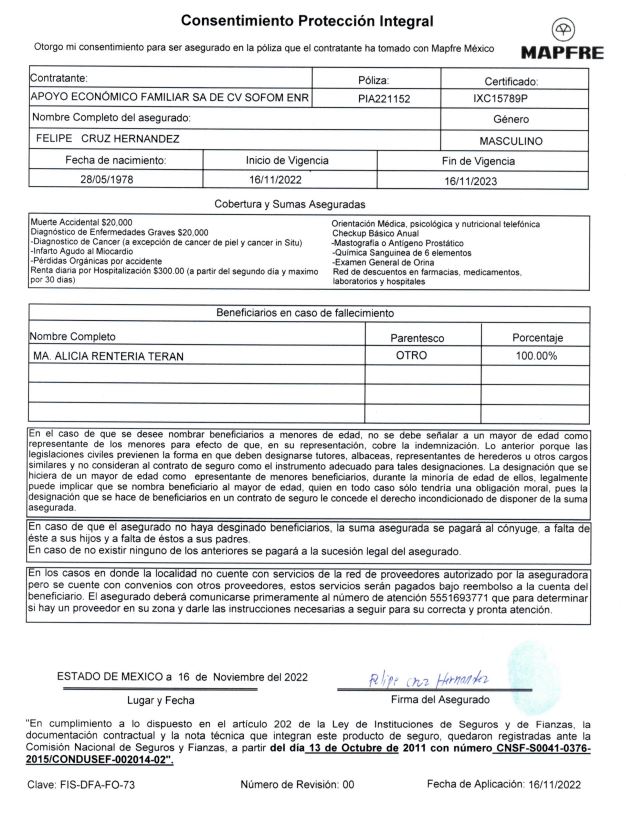 Consentimiento Protección Integral
Otorgo mi consentimiento para ser asegurado en la póliza que el contratante ha tomado con Mapfre México
MAPFRE
Contratante:
Póliza:
Certificado:
APOYO ECONÓMICO FAMILIAR SA DE CV SOFOM ENR
PIA221152
IXC15789P
Nombre Completo del asegurado:
Género
FELIPE CRUZ HERNANDEZ
MASCULINO
Fecha de nacimiento:
Inicio de Vigencia
Fin de Vigencia
28/05/1978
16/11/2022
16/11/2023
Cobertura y Sumas Aseguradas
Muerte Accidental $20,000
Diagnóstico de Enfermedades Graves $20,000
-Diagnostico de Cancer (a excepción de cancer de piel y cancer in Situ)
-Infarto Agudo al Miocardio
-Pérdidas Orgánicas por accidente
Renta diaria por Hospitalización $300.00 (a partir del segundo día y maximo
por 30 dias)
Orientación Médica, psicológica y nutricional telefónica
Checkup Básico Anual
-Mastografía o Antígeno Prostático
-Química Sanguinea de 6 elementos
-Examen General de Orina
Red de descuentos en farmacias, medicamentos,
laboratorios y hospitales
Beneficiarios en caso de fallecimiento
Nombre Completo
Parentesco
Porcentaje
MA. ALICIA RENTERIA TERAN
OTRO
100.00%
En el caso de que se desee nombrar beneficiarios a menores de edad, no se debe señalar a un mayor de edad como
representante de los menores para efecto de que, en su representación, cobre la indemnización. Lo anterior porque las
legislaciones civiles previenen la forma en que deben designarse tutores, albaceas, representantes de herederos u otros cargos
similares y no consideran al contrato de seguro como el instrumento adecuado para tales designaciones. La designación que se
hiciera de un mayor de edad como epresentante de menores beneficiarios, durante la minoría de edad de ellos, legalmente
puede implicar que se nombra beneficiario al mayor de edad, quien en todo caso sólo tendría una obligación moral, pues la
designación que se hace de beneficiarios en un contrato de seguro le concede el derecho incondicionado de disponer de la suma
asegurada.
En caso de que el asegurado no haya desginado beneficiarios, la suma asegurada se pagará al cónyuge, a falta de
éste a sus hijos y a falta de éstos a sus padres.
En caso de no existir ninguno de los anteriores se pagará a la sucesión legal del asegurado.
En los casos en donde la localidad no cuente con servicios de la red de proveedores autorizado por la aseguradora
pero se cuente con convenios con otros proveedores, estos servicios serán pagados bajo reembolso a la cuenta del
beneficiario. El asegurado deberá comunicarse primeramente al número de atención 5551693771 que para determinar
si hay un proveedor en su zona y darle las instrucciones necesarias a seguir para su correcta y pronta atención.
ESTADO DE MEXICO a 16 de Noviembre del 2022
Felipe Cruz Hernandez
Lugar y Fecha
Firma del Asegurado
"En cumplimiento a lo dispuesto en el artículo 202 de la Ley de Instituciones de Seguros y de Fianzas, la
documentación contractual y la nota técnica que integran este producto de seguro, quedaron registradas ante la
Comisión Nacional de Seguros y Fianzas, a partir del día 13 de Octubre de 2011 con número CNSF-S0041-0376-
2015/CONDUSEF-002014-02".
Clave: FIS-DFA-FO-73
Número de Revisión: 00
Fecha de Aplicación: 16/11/2022